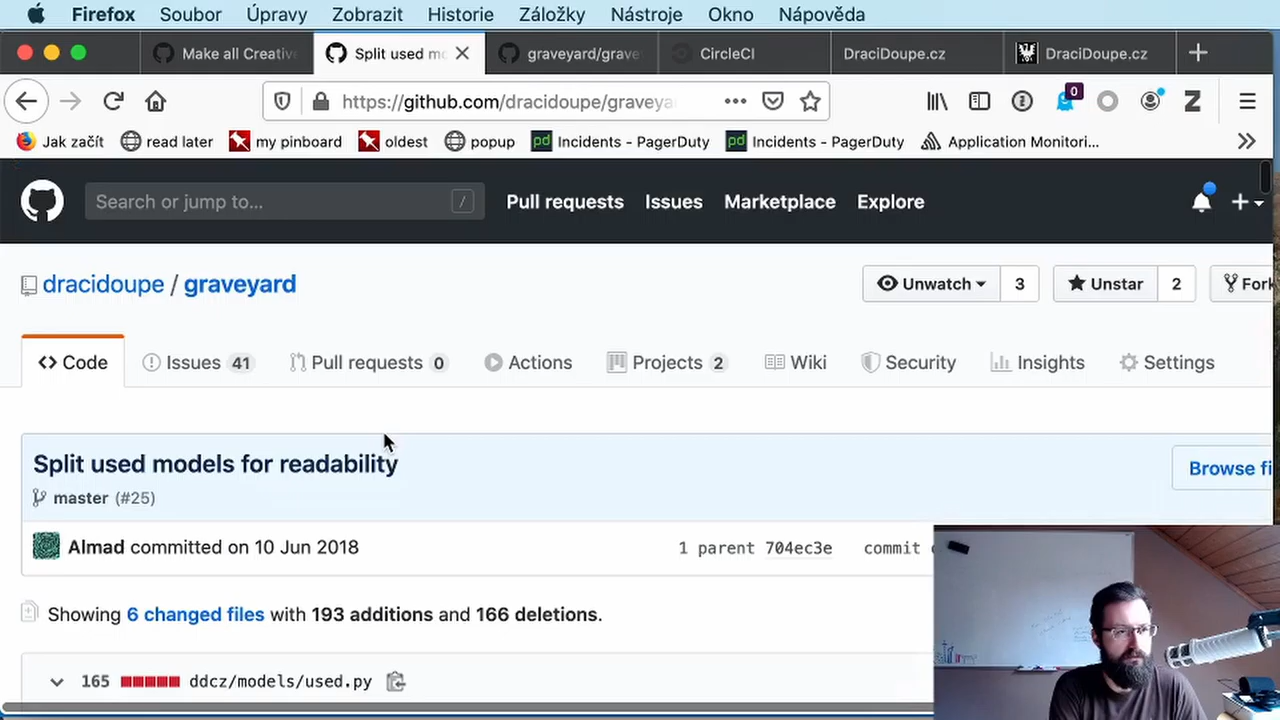 Firefox Soubor Úpravy Zobrazit Historie Záložky Nástroje Okno Nápověda
Make all Creativ Split used mo graveyard/grave CircleCI DraciDoupe.cz DraciDoupe.cz
https://github.com/dracidoupe/graveya 0
Jak začít read later my pinboard oldest popup pd Incidents - PagerDuty pd Incidents - PagerDuty Application Monitori...
Search or jump to... / Pull requests Issues Marketplace Explore
dracidoupe / graveyard Unwatch 3 Unstar 2 Fork
Code Issues 41 Pull requests 0 Actions Projects 2 Wiki Security Insights Settings
Split used models for readability
Browse fi
master (#25)
Almad committed on 10 Jun 2018 1 parent 704ec3e commit
Showing 6 changed files with 193 additions and 166 deletions.
165 ddcz/models/used.py